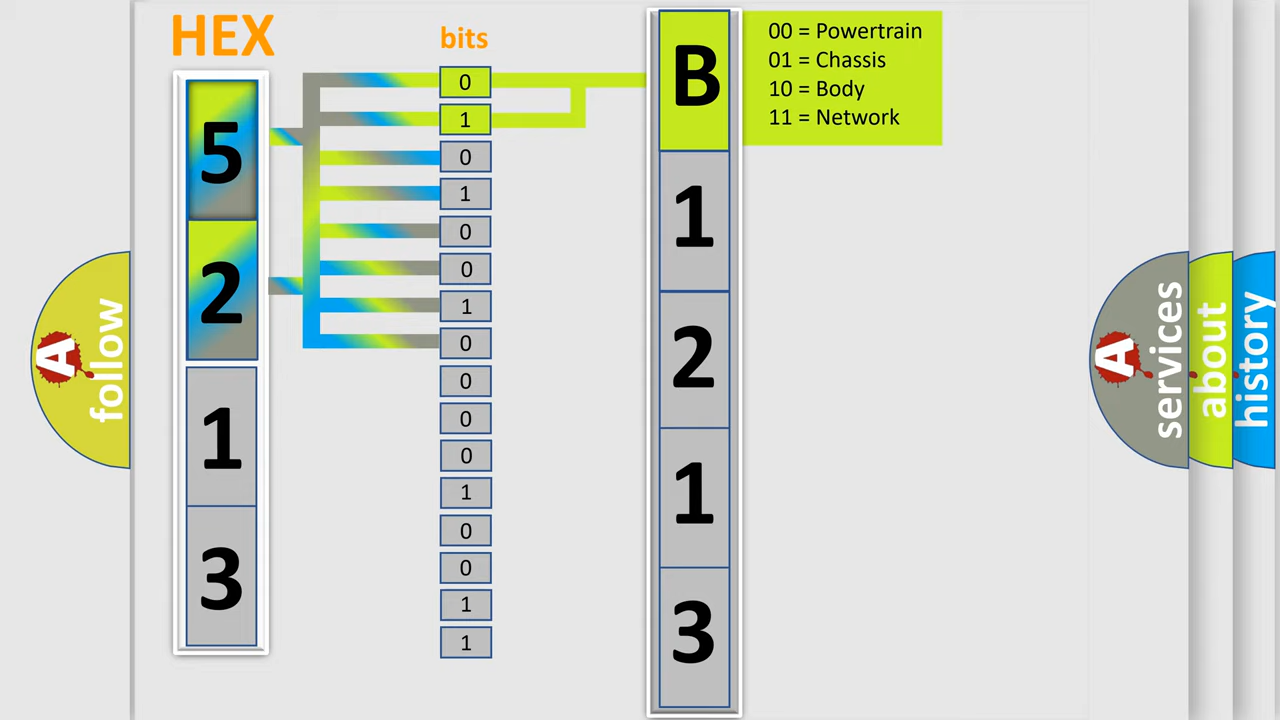 HEX
bits
5
2
1
3
0
1
0
1
0
0
1
0
0
0
0
1
0
0
1
1
B
1
2
1
3
00 = Powertrain
01 = Chassis
10 = Body
11 = Network
A
follow
A
services
about
history